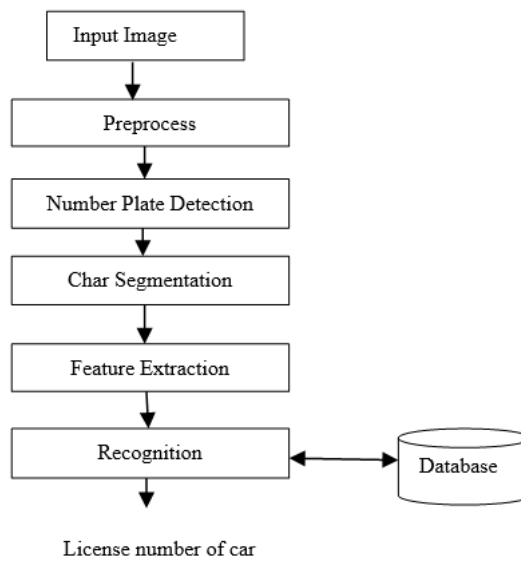 Input Image
Preprocess
Number Plate Detection
Char Segmentation
Feature Extraction
Recognition
Database
License number of car